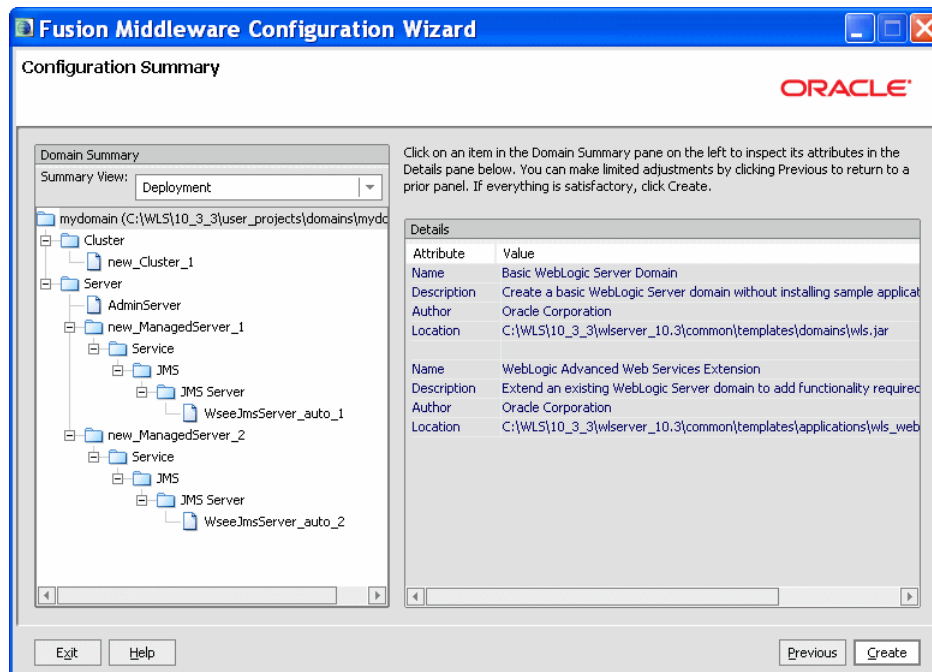 Fusion Middleware Configuration Wizard
Configuration Summary
ORACLE
Domain Summary
Summary View: Deployment
mydomain (C:\WLS\10_3_3\user_projects\domains\mydc
Cluster
new_Cluster_1
Server
AdminServer
new_ManagedServer_1
Service
JMS
JMS Server
WseeJmsServer_auto_1
new_ManagedServer_2
Service
JMS
JMS Server
WseeJmsServer_auto_2
Click on an item in the Domain Summary pane on the left to inspect its attributes in the
Details pane below. You can make limited adjustments by clicking Previous to return to a
prior panel. If everything is satisfactory, click Create.
Details
Attribute Value
Name Basic WebLogic Server Domain
Description Create a basic WebLogic Server domain without installing sample applicat
Author Oracle Corporation
Location C:\WLS\10_3_3\wlserver_10.3\common\templates\domains\wls.jar
Name WebLogic Advanced Web Services Extension
Description Extend an existing WebLogic Server domain to add functionality required
Author Oracle Corporation
Location C:\WLS\10_3_3\wlserver_10.3\common\templates\applications\wls_web
Exit Help Previous Create